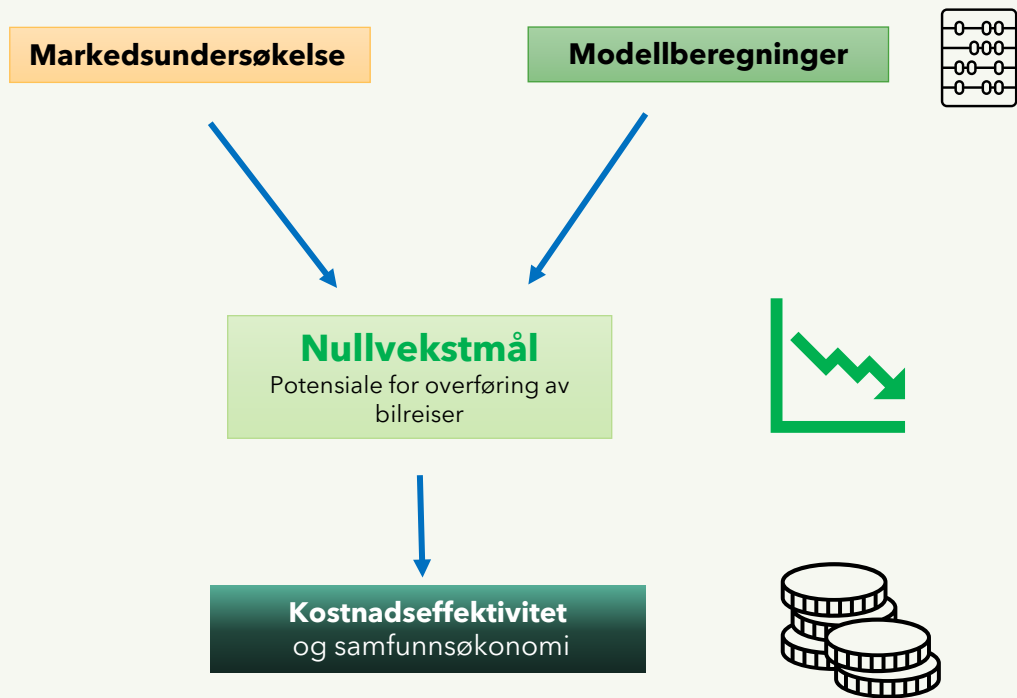 Markedsundersøkelse
Modellberegninger
Nullvekstmål
Potensiale for overføring av
bilreiser
Kostnadseffektivitet
og samfunnsøkonomi